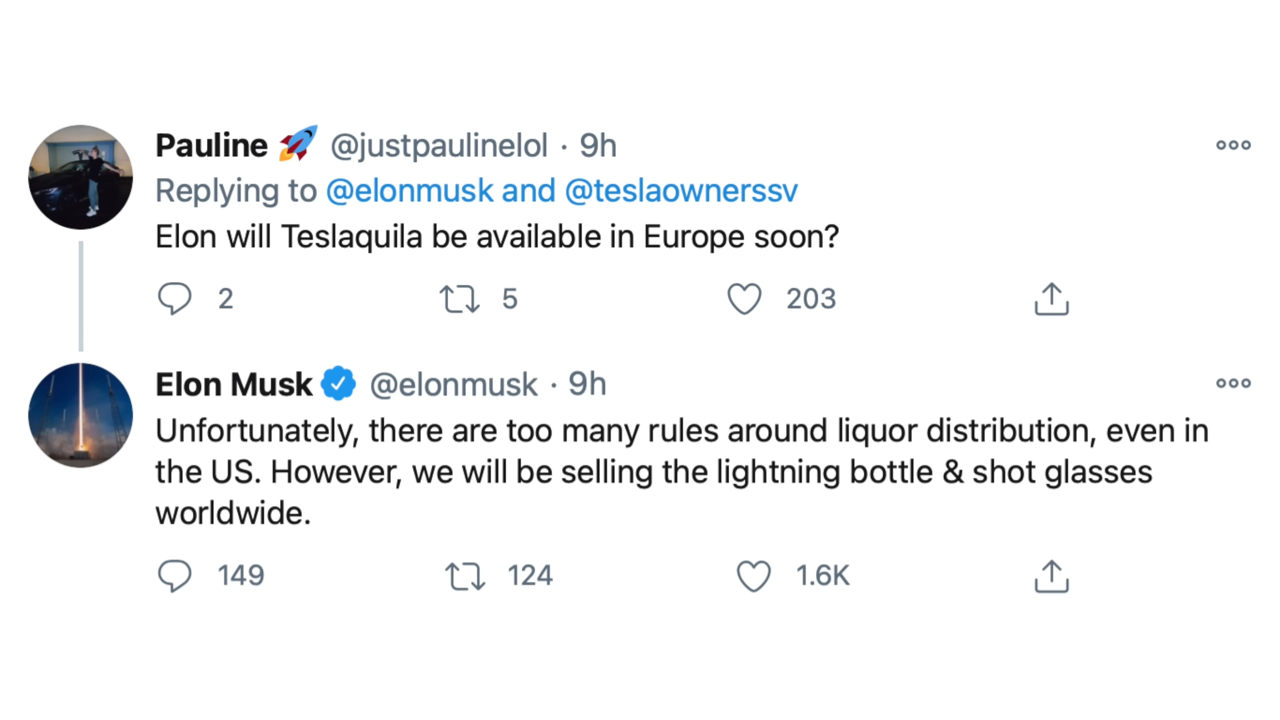 Pauline 🚀 @justpaulinelol · 9h
Replying to @elonmusk and @teslaownerssv
Elon will Teslaquila be available in Europe soon?
2 5 203
Elon Musk @elonmusk · 9h
Unfortunately, there are too many rules around liquor distribution, even in
the US. However, we will be selling the lightning bottle & shot glasses
worldwide.
149 124 1.6K